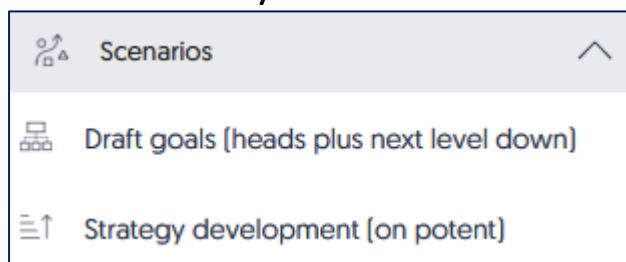 Scenarios
Draft goals (heads plus next level down)
Strategy development (on potent)